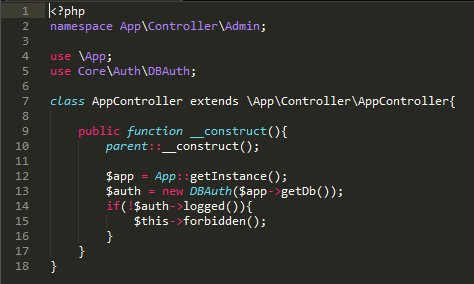 1 <?php
2 namespace App\Controller\Admin;
3
4 use \App;
5 use Core\Auth\DBAuth;
6
7 class AppController extends \App\Controller\AppController{
8
9     public function __construct(){
10         parent::__construct();
11
12         $app = App::getInstance();
13         $auth = new DBAuth($app->getDb());
14         if(!$auth->logged()){
15             $this->forbidden();
16         }
17     }
18 }